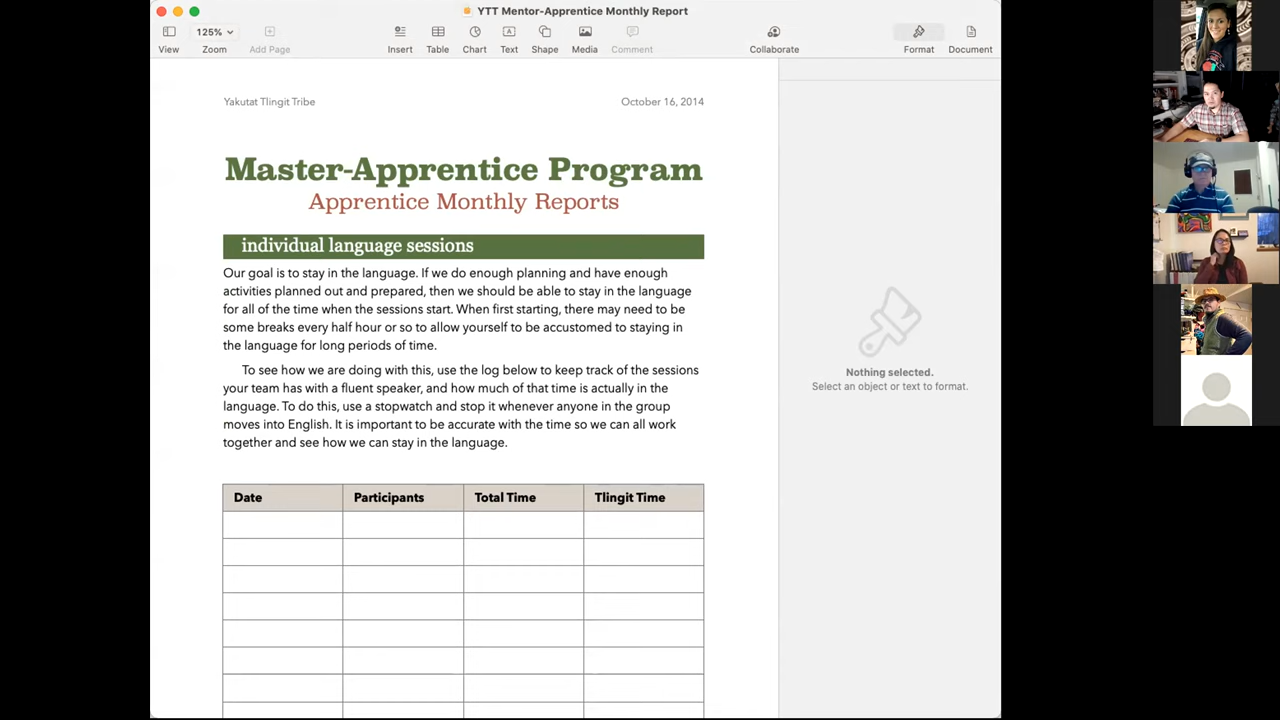 YTT Mentor-Apprentice Monthly Report
125%
View
Zoom
Add Page
Insert
Table
Chart
Text
Shape
Media
Comment
Collaborate
Format
Document
Yakutat Tlingit Tribe
October 16, 2014
Master-Apprentice Program
Apprentice Monthly Reports
individual language sessions
Our goal is to stay in the language. If we do enough planning and have enough
activities planned out and prepared, then we should be able to stay in the language
for all of the time when the sessions start. When first starting, there may need to be
some breaks every half hour or so to allow yourself to be accustomed to staying in
the language for long periods of time.
To see how we are doing with this, use the log below to keep track of the sessions
your team has with a fluent speaker, and how much of that time is actually in the
language. To do this, use a stopwatch and stop it whenever anyone in the group
moves into English. It is important to be accurate with the time so we can all work
together and see how we can stay in the language.
Date
Participants
Total Time
Tlingit Time
Nothing selected.
Select an object or text to format.